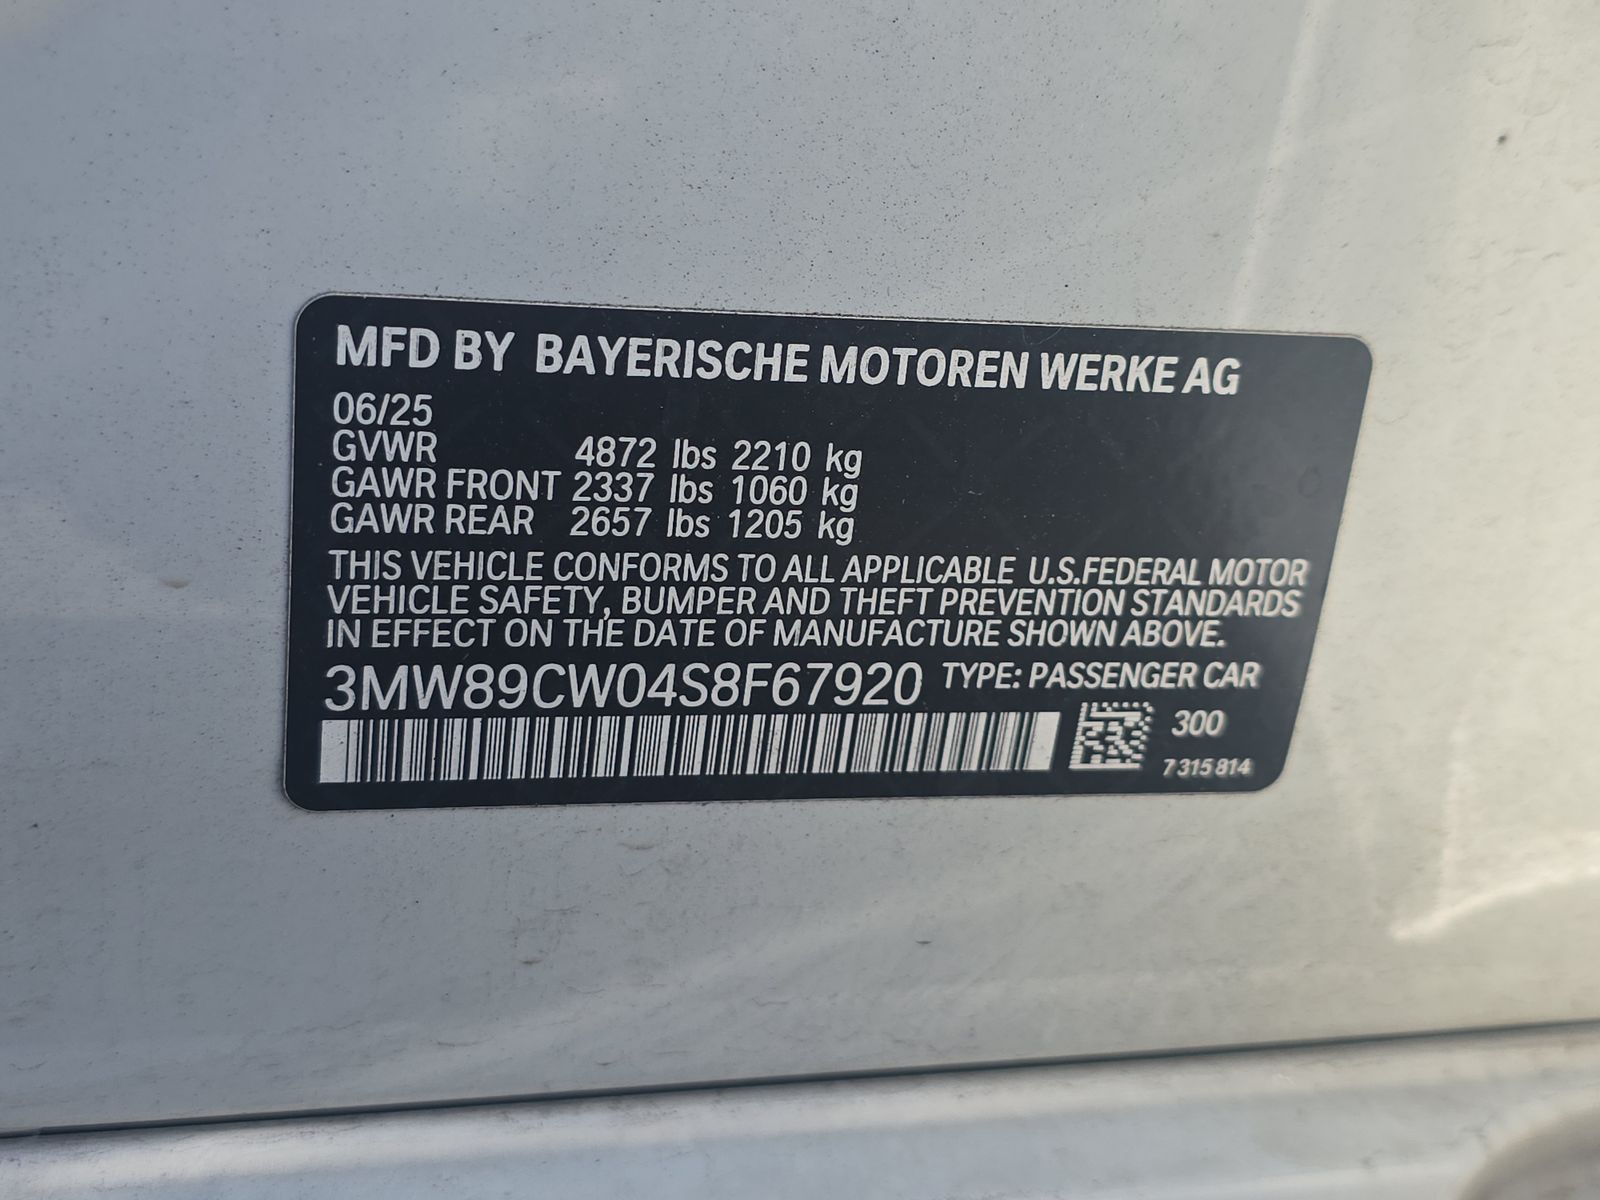 MFD BY BAYERISCHE MOTOREN WERKE AG
06/25
GVWR 4872 lbs 2210 kg
GAWR FRONT 2337 lbs 1060 kg
GAWR REAR 2657 lbs 1205 kg
THIS VEHICLE CONFORMS TO ALL APPLICABLE U.S.FEDERAL MOTOR
VEHICLE SAFETY, BUMPER AND THEFT PREVENTION STANDARDS
IN EFFECT ON THE DATE OF MANUFACTURE SHOWN ABOVE.
3MW89CW04S8F67920 TYPE: PASSENGER CAR
300
7 315 814